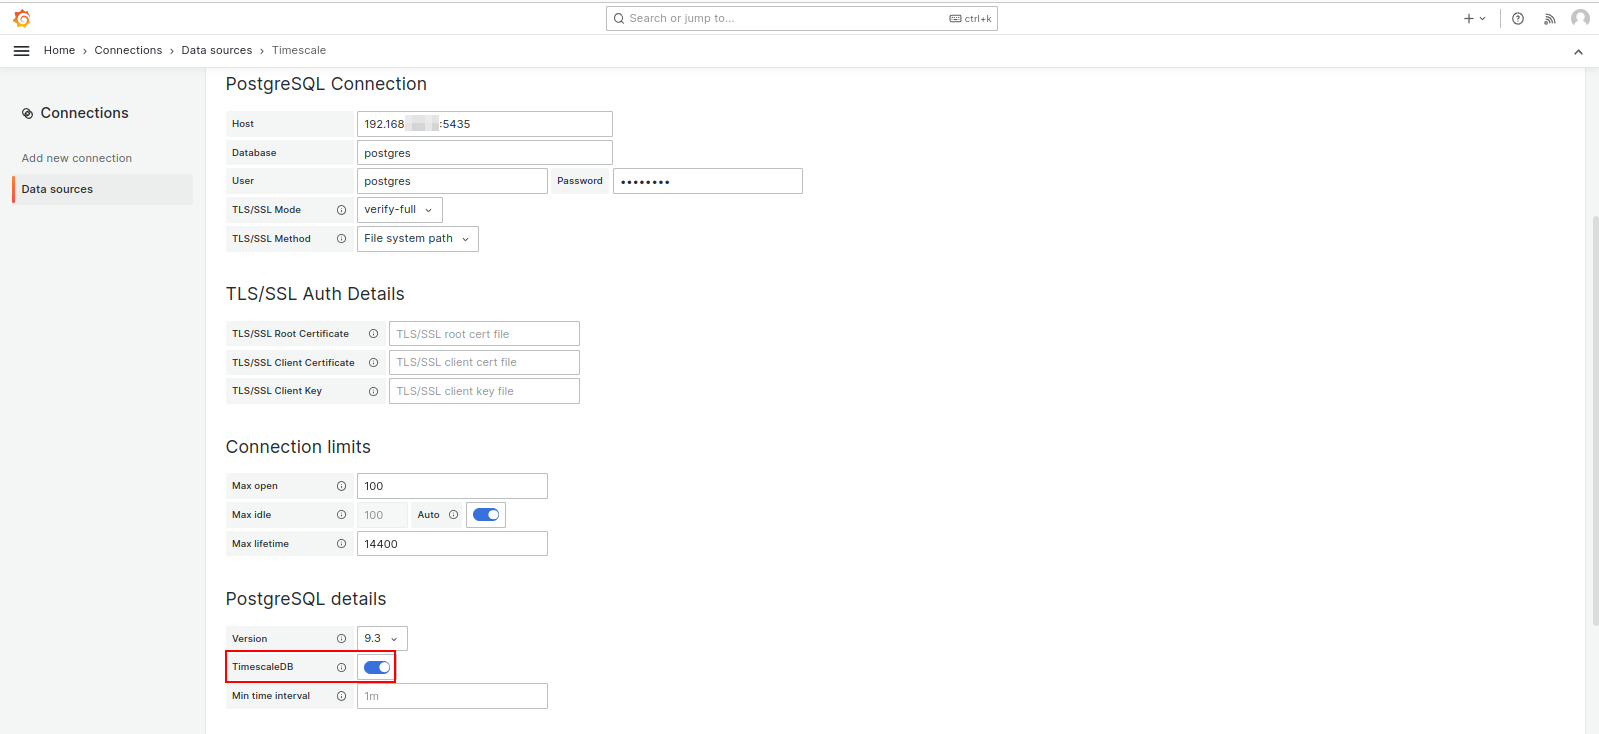 Search or jump to...
ctrl+k
Home › Connections › Data sources › Timescale
Connections
Add new connection
Data sources
PostgreSQL Connection
Host
192.168 :5435
Database
postgres
User
postgres
Password
••••••••
TLS/SSL Mode
verify-full
TLS/SSL Method
File system path
TLS/SSL Auth Details
TLS/SSL Root Certificate
TLS/SSL root cert file
TLS/SSL Client Certificate
TLS/SSL client cert file
TLS/SSL Client Key
TLS/SSL client key file
Connection limits
Max open
100
Max idle
100
Auto
Max lifetime
14400
PostgreSQL details
Version
9.3
TimescaleDB
Min time interval
1m